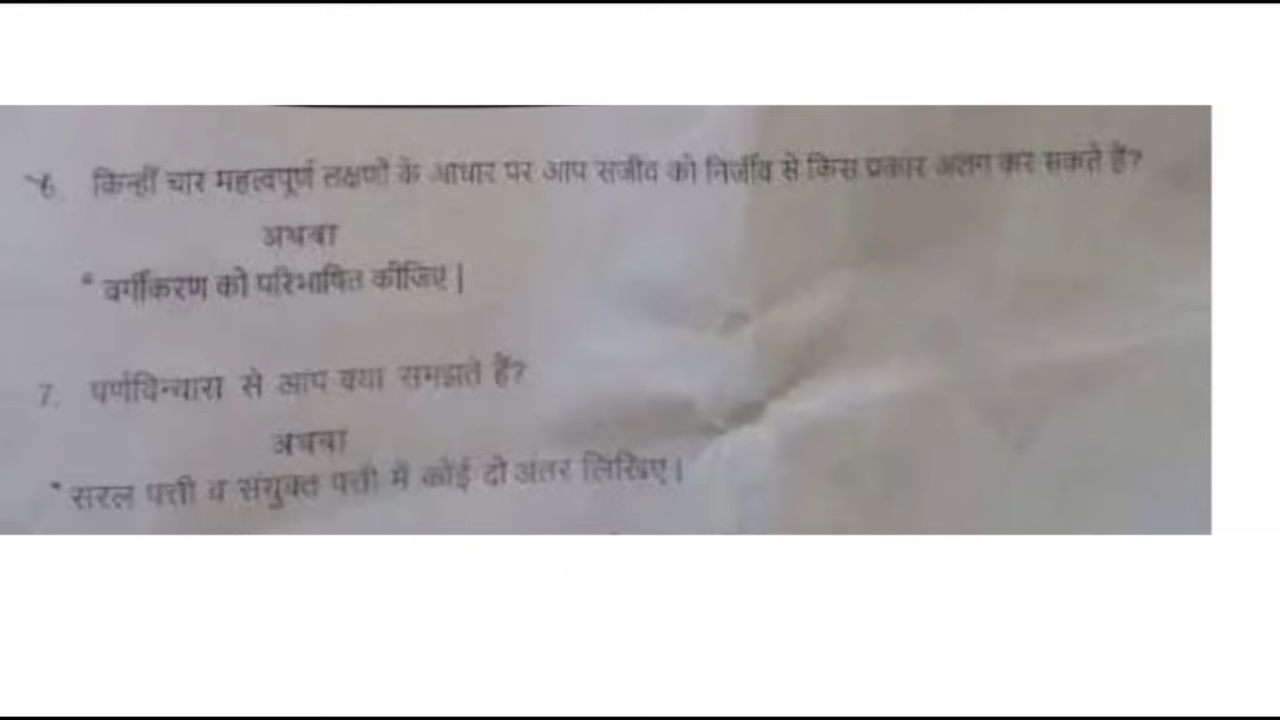 6. किन्हीं चार महत्वपूर्ण लक्षणों के आधार पर आप सजीव को निर्जीव से किस प्रकार अलग कर सकते हैं?
अथवा
* वर्गीकरण को परिभाषित कीजिए |
7. पर्णविन्यास से आप क्या समझते हैं?
अथवा
* सरल पत्ती व संयुक्त पत्ती में कोई दो अंतर लिखिए |